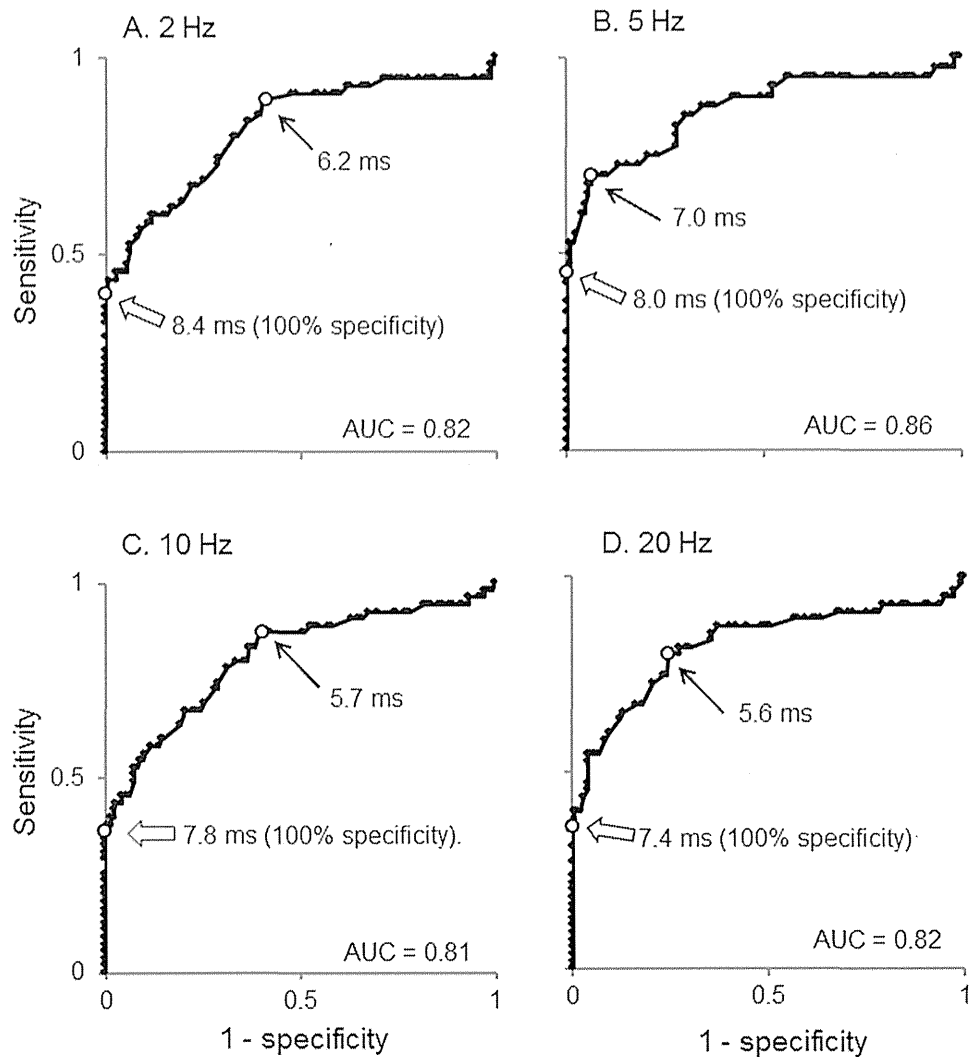 A. 2 Hz
1
0.5
0
Sensitivity
6.2 ms
8.4 ms (100% specificity)
AUC = 0.82
B. 5 Hz
7.0 ms
8.0 ms (100% specificity)
AUC = 0.86
0
0.5
1
C. 10 Hz
1
0.5
0
Sensitivity
5.7 ms
7.8 ms (100% specificity).
AUC = 0.81
0
0.5
1
1 - specificity
D. 20 Hz
5.6 ms
7.4 ms (100% specificity)
AUC = 0.82
0
0.5
1
1 - specificity